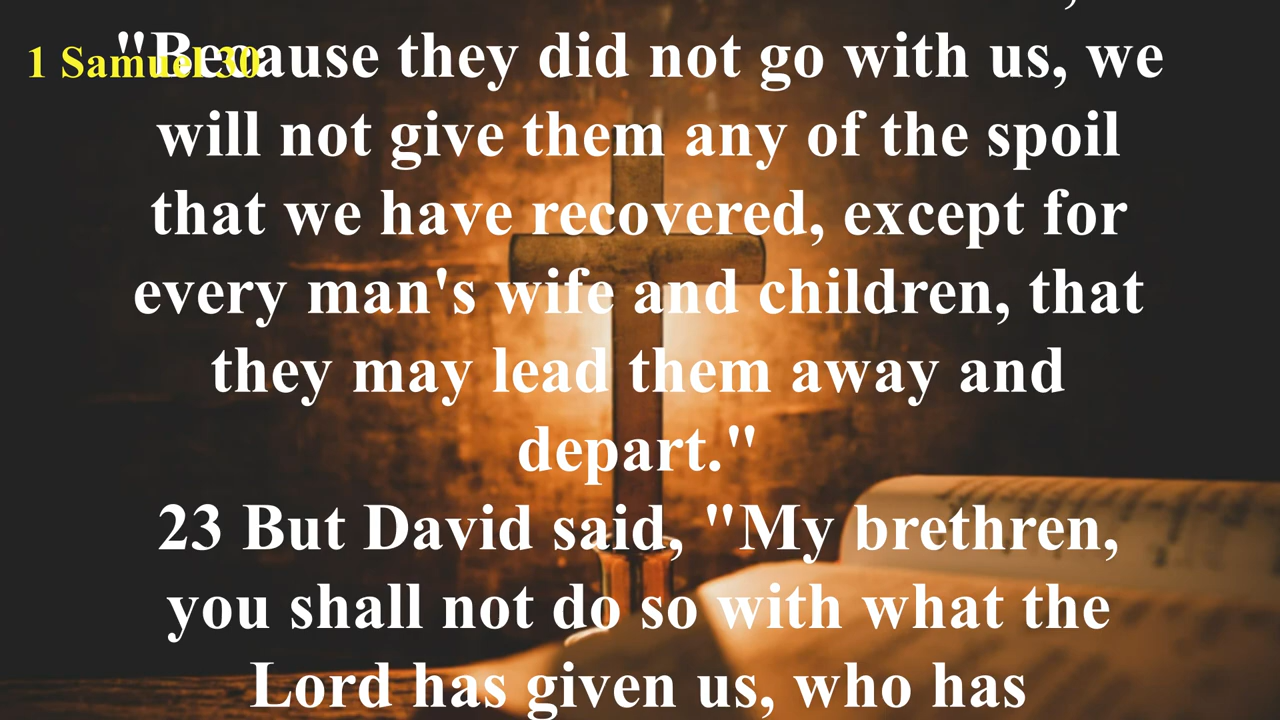 1 Samuel 30
"Because they did not go with us, we
will not give them any of the spoil
that we have recovered, except for
every man's wife and children, that
they may lead them away and
depart."
23 But David said, "My brethren,
you shall not do so with what the
Lord has given us, who has